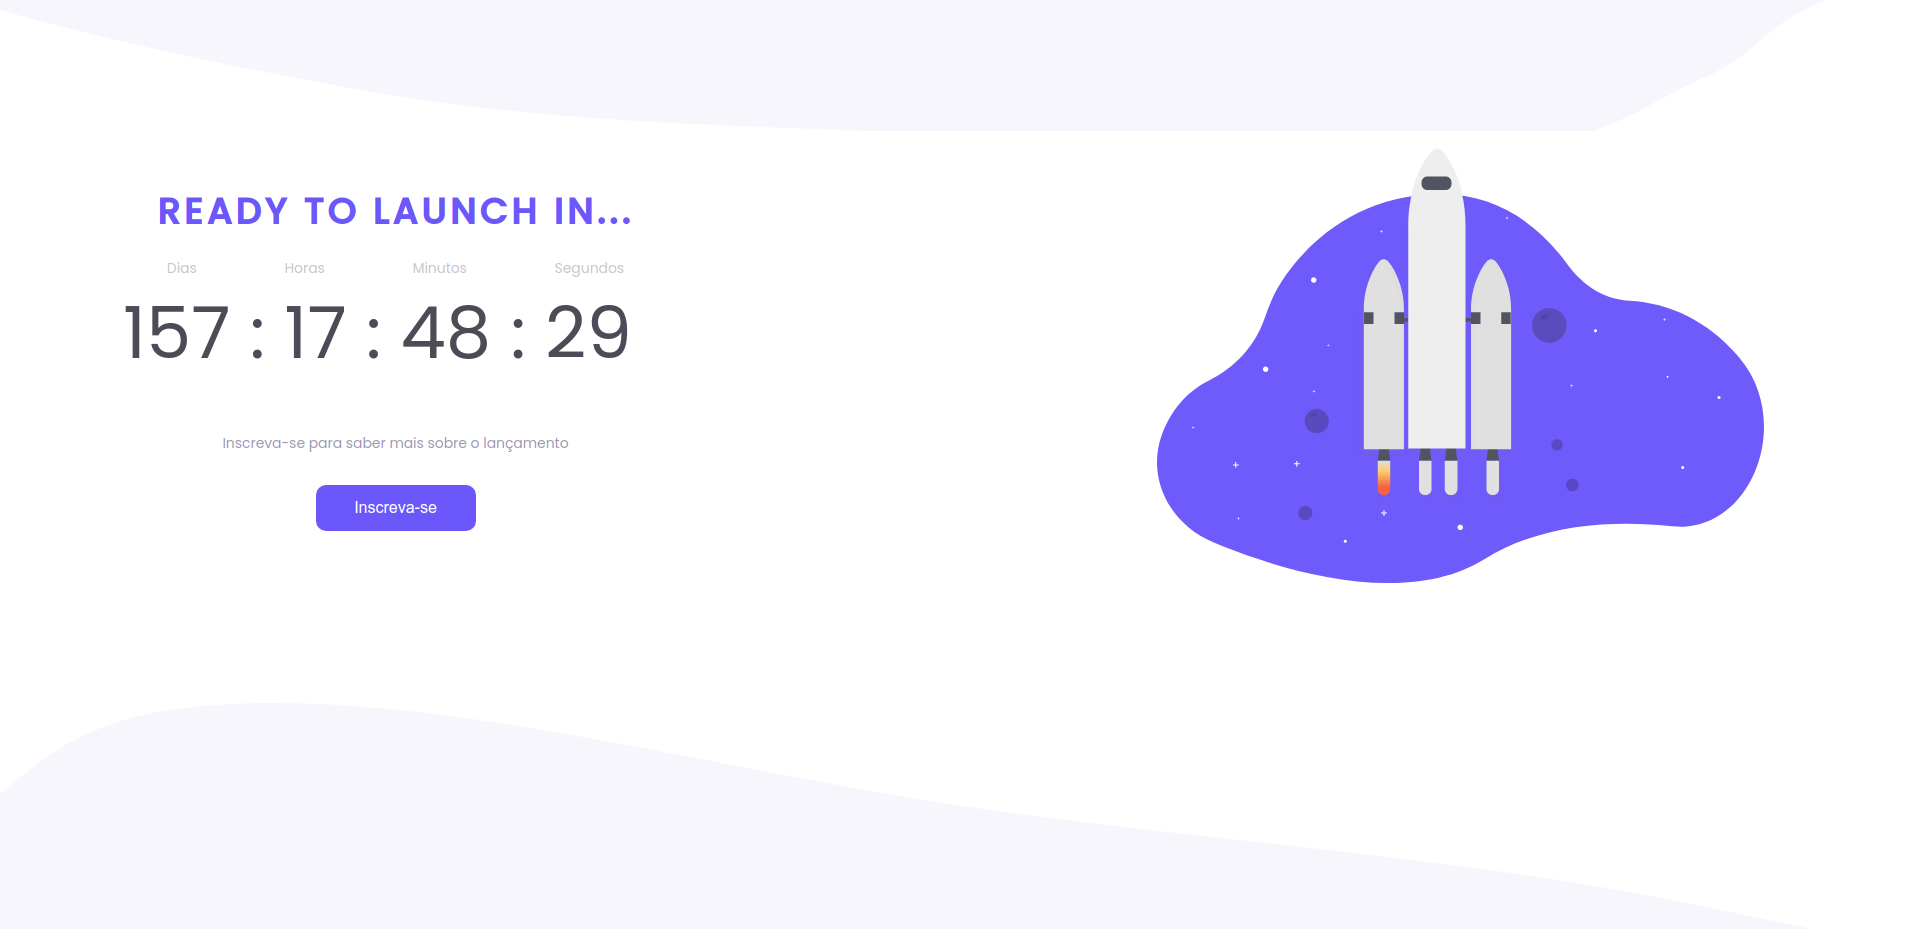 READY TO LAUNCH IN...
Dias Horas Minutos Segundos
157 : 17 : 48 : 29
Inscreva-se para saber mais sobre o lançamento
Inscreva-se